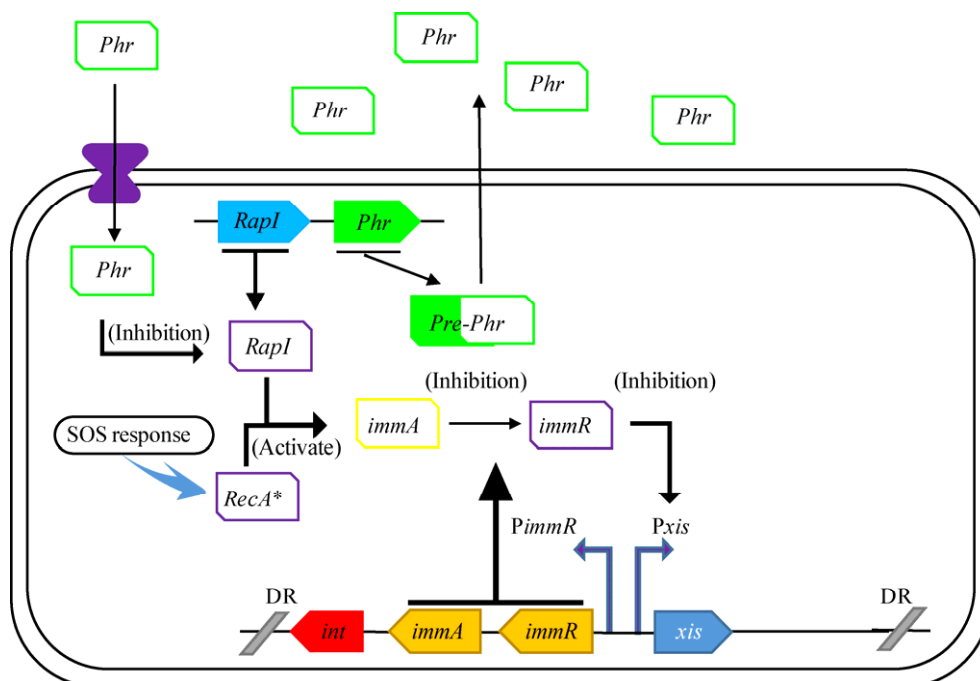 Phr
Phr
Phr
Phr
Phr
RapI
Phr
Phr
Pre-Phr
(Inhibition)
RapI
(Inhibition)
(Inhibition)
immA
immR
SOS response
(Activate)
RecA*
PimmR
Pxis
DR
DR
int
immA
immR
xis